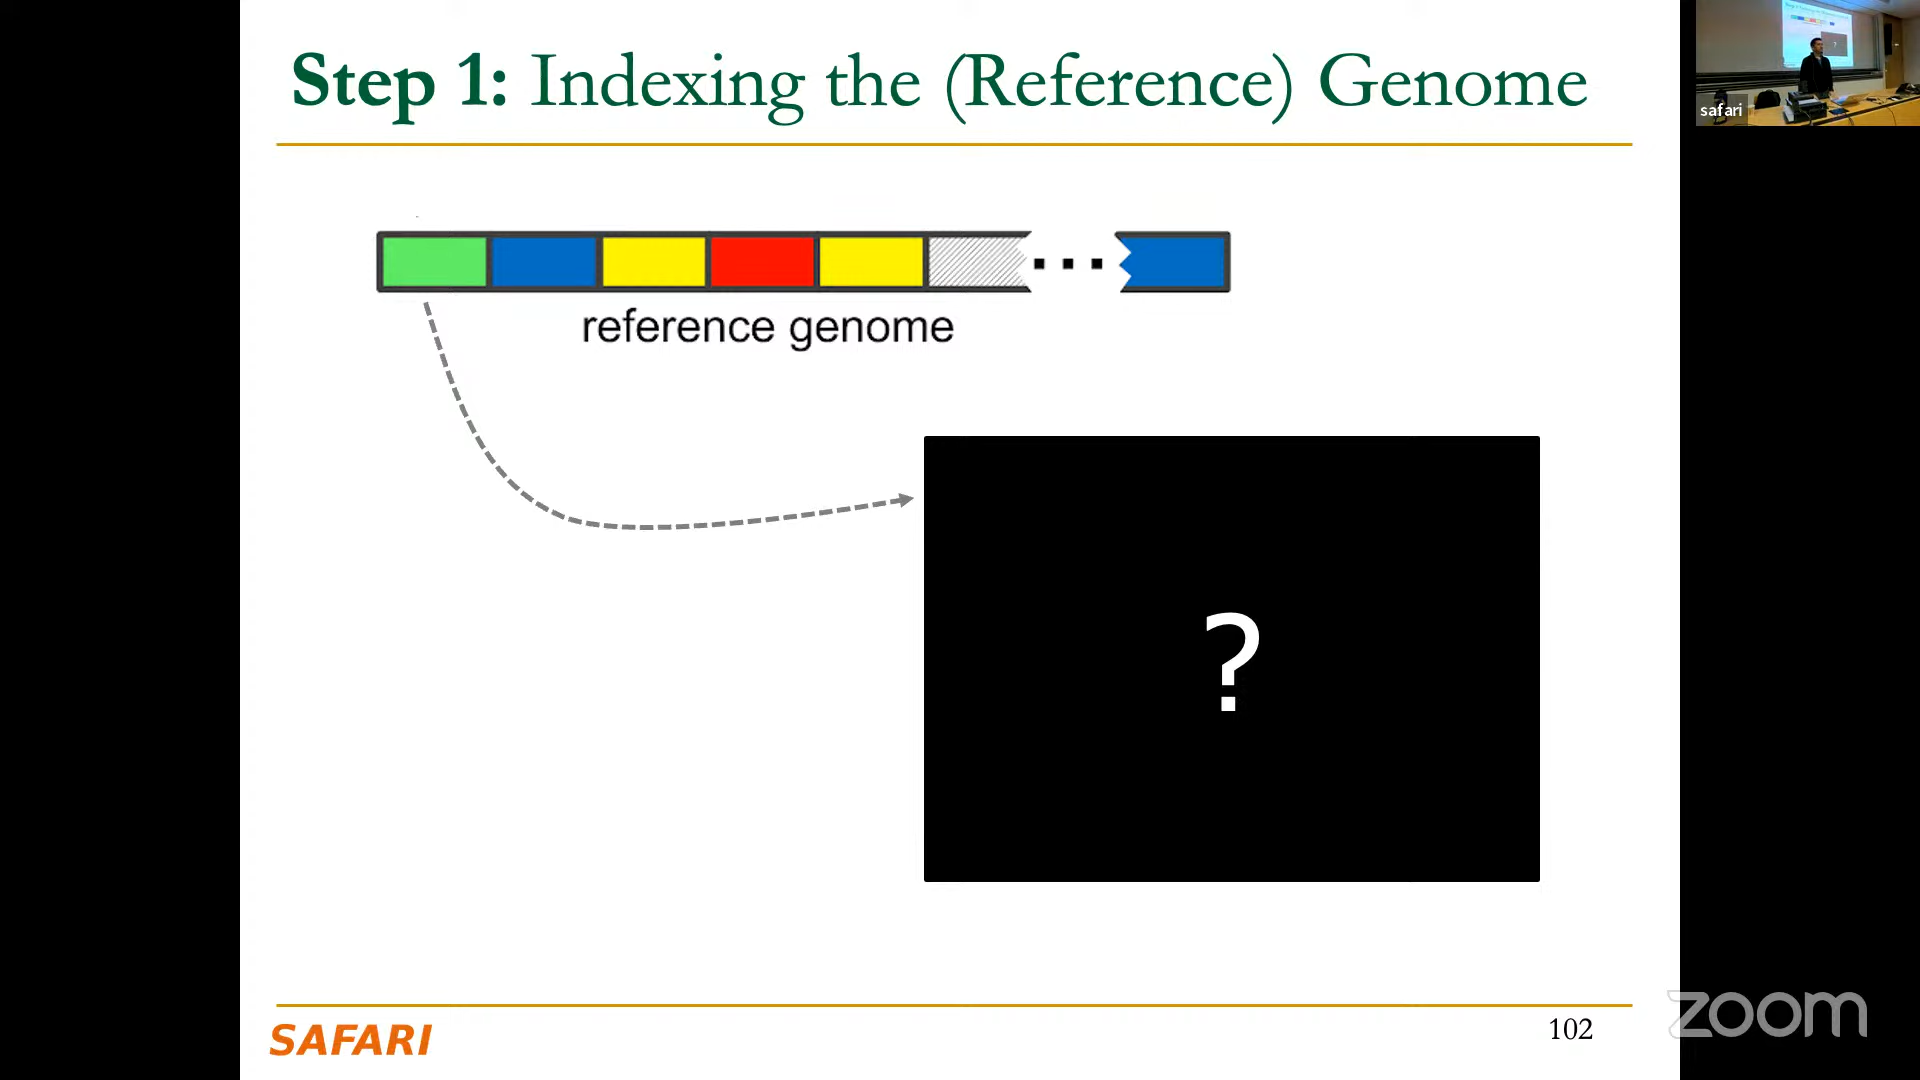 Step 1: Indexing the (Reference) Genome
safari
reference genome
?
SAFARI
102
zoom